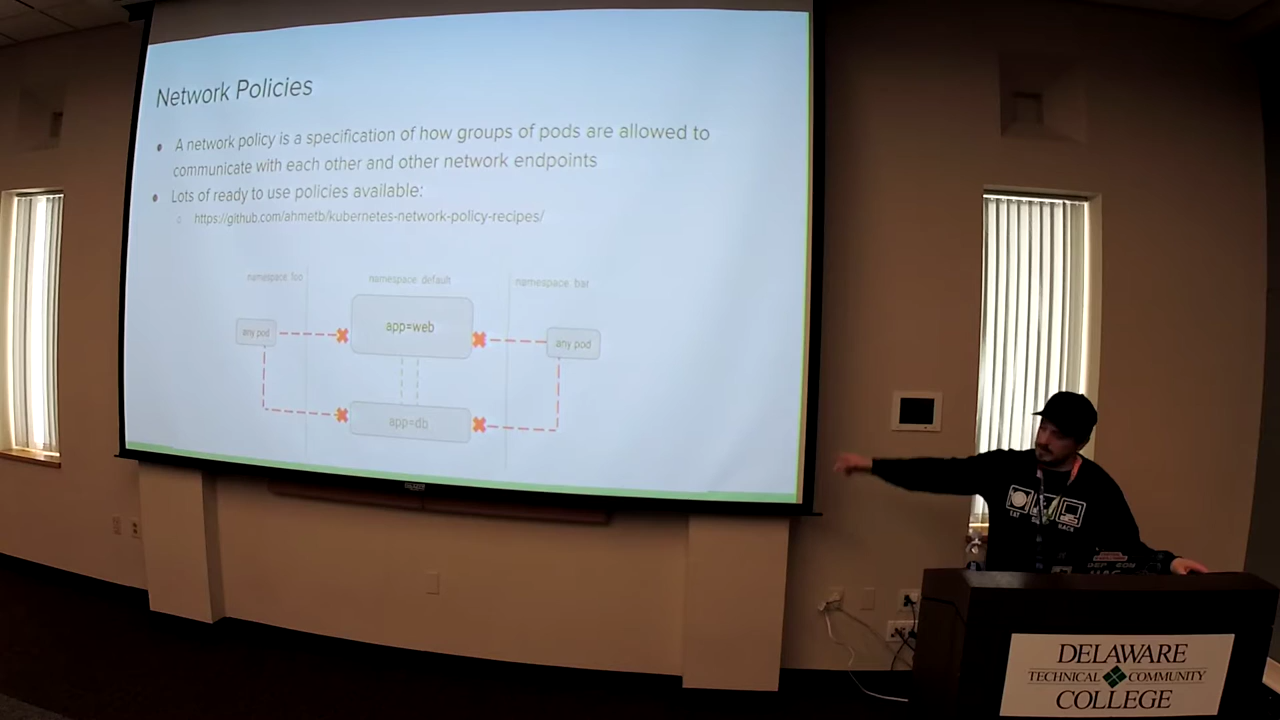 Network Policies
A network policy is a specification of how groups of pods are allowed to
communicate with each other and other network endpoints
Lots of ready to use policies available:
https://github.com/ahmetb/kubernetes-network-policy-recipes/
namespace: foo
namespace: default
namespace: bar
any pod
app=web
any pod
app=db
EAT
HACK
DELAWARE
TECHNICAL COMMUNITY
COLLEGE